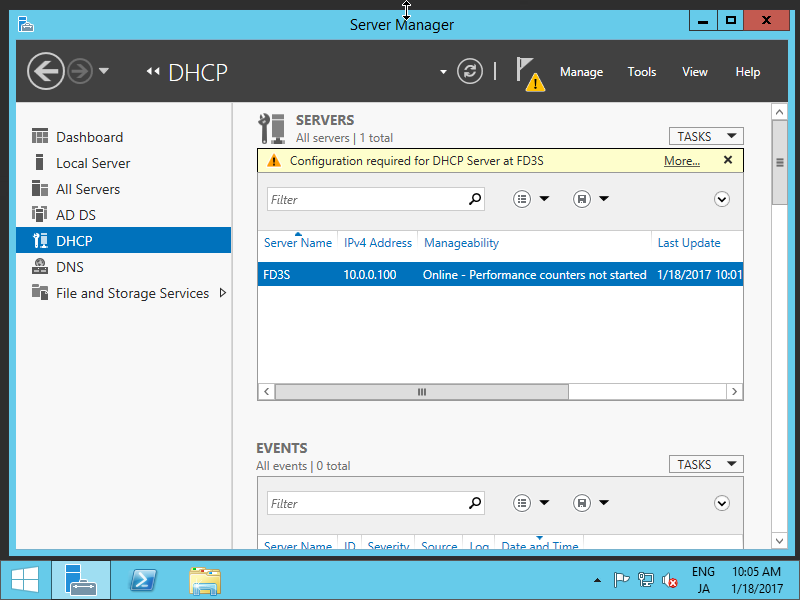 Server Manager
DHCP
Manage Tools View Help
Dashboard
Local Server
All Servers
AD DS
DHCP
DNS
File and Storage Services
SERVERS
All servers | 1 total
TASKS
Configuration required for DHCP Server at FD3S More...
Filter
Server Name IPv4 Address Manageability Last Update
FD3S 10.0.0.100 Online - Performance counters not started 1/18/2017 10:01
EVENTS
All events | 0 total
TASKS
Filter
Server Name ID Severity Source Log Date and Time
ENG
JA
10:05 AM
1/18/2017